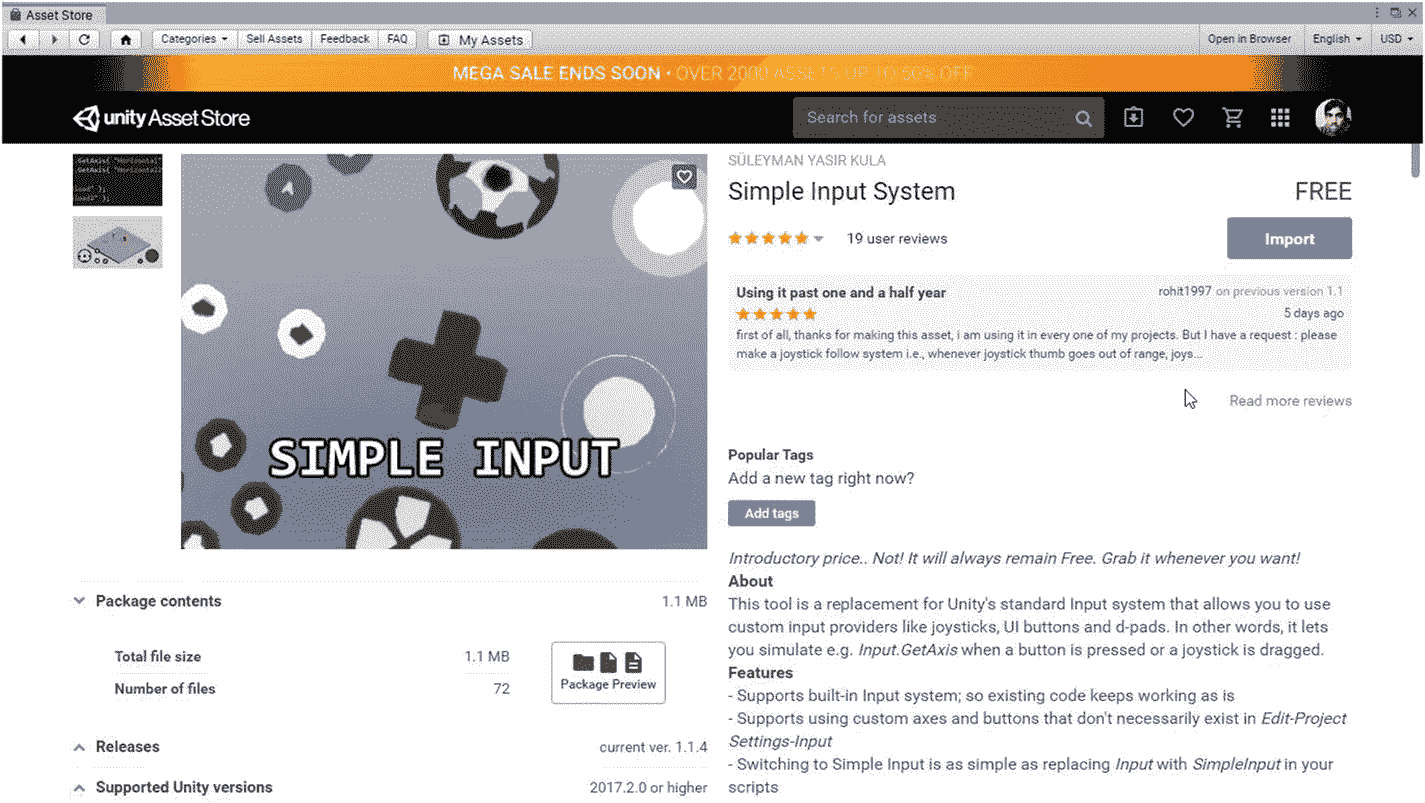 Asset Store
Categories
Sell Assets
Feedback
FAQ
My Assets
Open in Browser
English
USD
MEGA SALE ENDS SOON • OVER 2000 ASSETS UP TO 50% OFF
unity Asset Store
Search for assets
.GetAxis( "Horizontal
SIMPLE INPUT
SÜLEYMAN YASIR KULA
Simple Input System
FREE
19 user reviews
Import
Using it past one and a half year
rohit1997 on previous version 1.1
5 days ago
first of all, thanks for making this asset, i am using it in every one of my projects. But I have a request : please
make a joystick follow system i.e., whenever joystick thumb goes out of range, joys...
Read more reviews
Popular Tags
Add a new tag right now?
Add tags
Introductory price.. Not! It will always remain Free. Grab it whenever you want!
About
This tool is a replacement for Unity's standard Input system that allows you to use
custom input providers like joysticks, UI buttons and d-pads. In other words, it lets
you simulate e.g. Input.GetAxis when a button is pressed or a joystick is dragged.
Features
- Supports built-in Input system; so existing code keeps working as is
- Supports using custom axes and buttons that don't necessarily exist in Edit-Project
Settings-Input
- Switching to Simple Input is as simple as replacing Input with SimpleInput in your
scripts
Package contents
1.1 MB
Total file size
1.1 MB
Number of files
72
Package Preview
Releases
current ver. 1.1.4
Supported Unity versions
2017.2.0 or higher